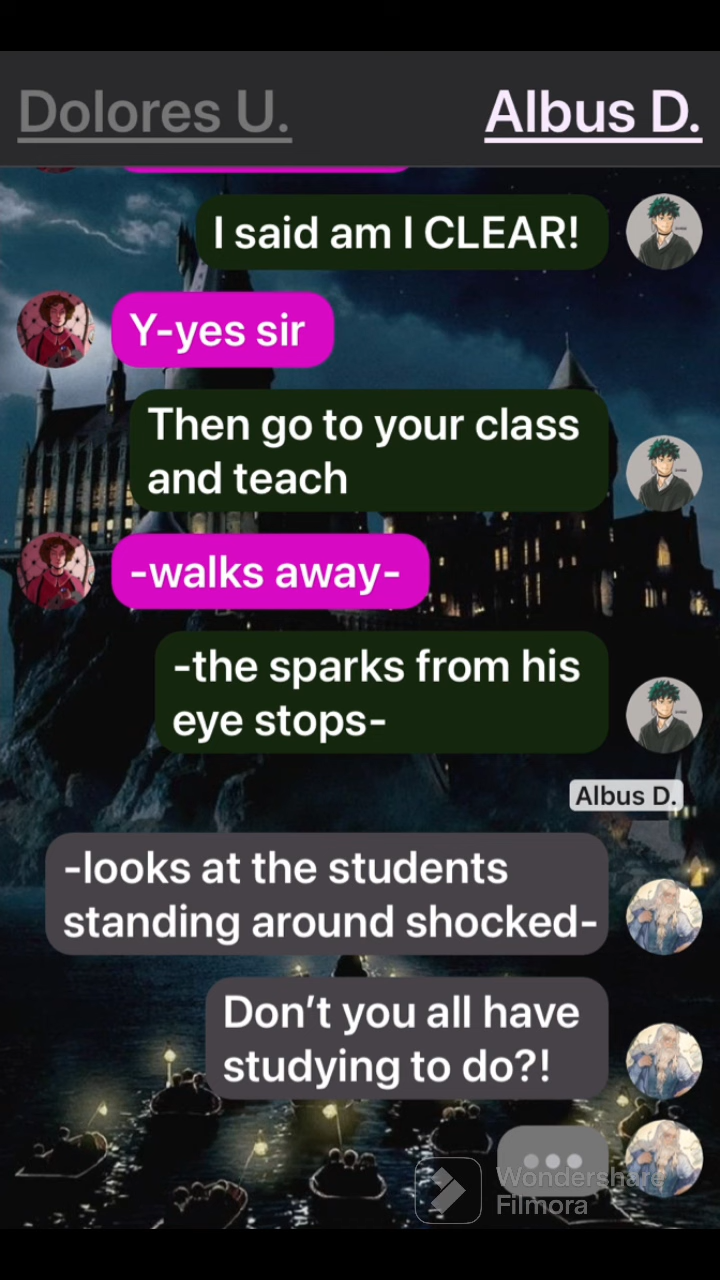 Dolores U.
Albus D.
I said am I CLEAR!
Y-yes sir
Then go to your class
and teach
-walks away-
-the sparks from his
eye stops-
Albus D.
-looks at the students
standing around shocked-
Don’t you all have
studying to do?!
Wondershare
Filmora